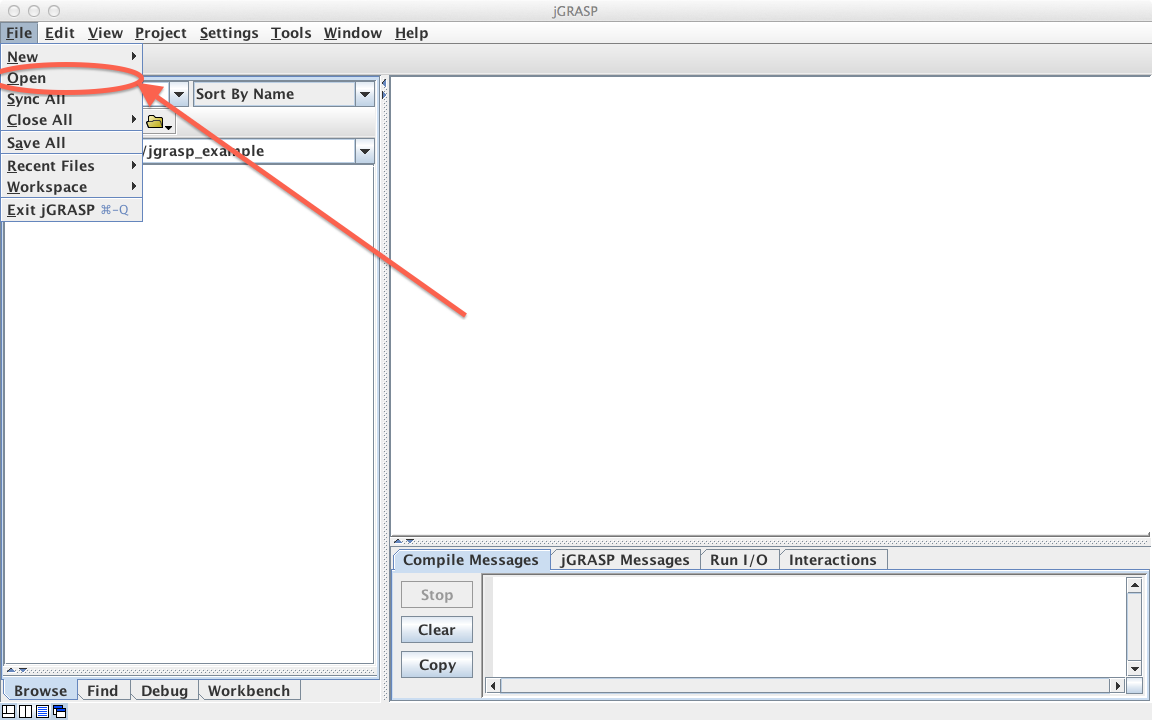 jGRASP
File Edit View Project Settings Tools Window Help
New
Open
Sync All
Sort By Name
Close All
Save All
/jgrasp_example
Recent Files
Workspace
Exit jGRASP ⌘-Q
Compile Messages jGRASP Messages Run I/O Interactions
Stop
Clear
Copy
Browse Find Debug Workbench